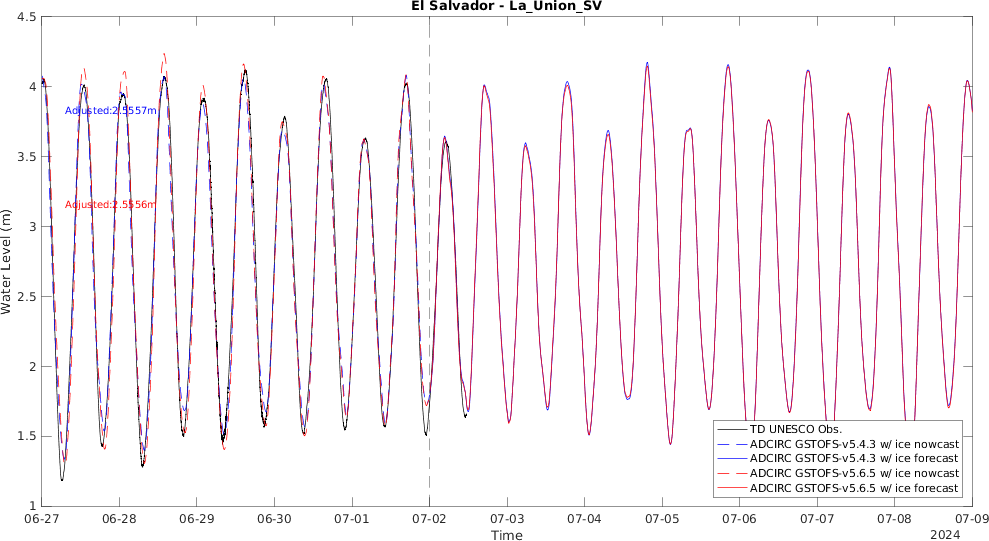 El Salvador - La_Union_SV
4.5
4
3.5
3
2.5
2
1.5
1
Water Level (m)
Adjusted:2.5557m
Adjusted:2.5556m
TD UNESCO Obs.
ADCIRC GSTOFS-v5.4.3 w/ ice nowcast
ADCIRC GSTOFS-v5.4.3 w/ ice forecast
ADCIRC GSTOFS-v5.6.5 w/ ice nowcast
ADCIRC GSTOFS-v5.6.5 w/ ice forecast
06-27 06-28 06-29 06-30 07-01 07-02 07-03 07-04 07-05 07-06 07-07 07-08 07-09
Time
2024